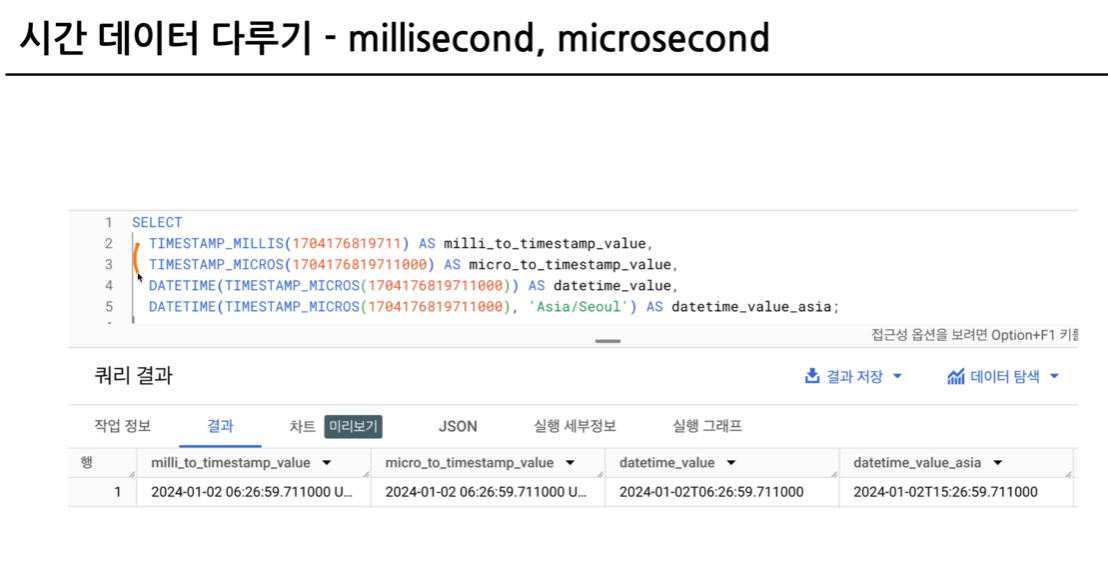 시간 데이터 다루기 - millisecond, microsecond
1 SELECT
2 TIMESTAMP_MILLIS(1704176819711) AS milli_to_timestamp_value,
3 TIMESTAMP_MICROS(1704176819711000) AS micro_to_timestamp_value,
4 DATETIME(TIMESTAMP_MICROS(1704176819711000)) AS datetime_value,
5 DATETIME(TIMESTAMP_MICROS(1704176819711000), 'Asia/Seoul') AS datetime_value_asia;
접근성 옵션을 보려면 Option+F1 키를
쿼리 결과 결과 저장 데이터 탐색
작업 정보 결과 차트 미리보기 JSON 실행 세부정보 실행 그래프
행 milli_to_timestamp_value micro_to_timestamp_value datetime_value datetime_value_asia
1 2024-01-02 06:26:59.711000 U... 2024-01-02 06:26:59.711000 U... 2024-01-02T06:26:59.711000 2024-01-02T15:26:59.711000